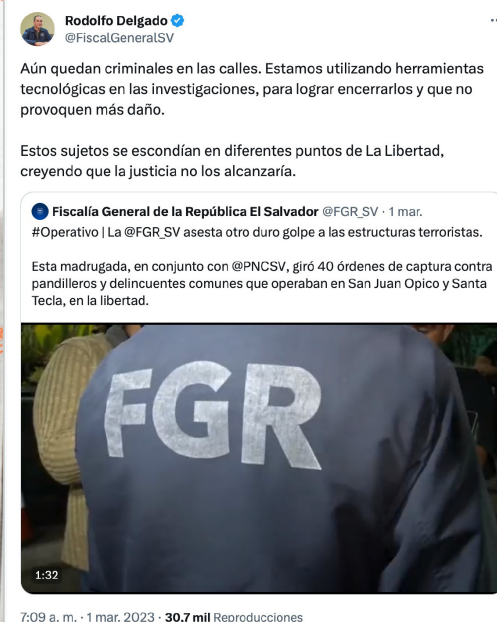 Rodolfo Delgado
@FiscalGeneralSV
Aún quedan criminales en las calles. Estamos utilizando herramientas
tecnológicas en las investigaciones, para lograr encerrarlos y que no
provoquen más daño.
Estos sujetos se escondían en diferentes puntos de La Libertad,
creyendo que la justicia no los alcanzaría.
Fiscalía General de la República El Salvador @FGR_SV · 1 mar.
#Operativo | La @FGR_SV asesta otro duro golpe a las estructuras terroristas.
Esta madrugada, en conjunto con @PNCSV, giró 40 órdenes de captura contra
pandilleros y delincuentes comunes que operaban en San Juan Opico y Santa
Tecla, en la libertad.
FGR
1:32
7:09 a. m. · 1 mar. 2023 · 30,7 mil Reproducciones